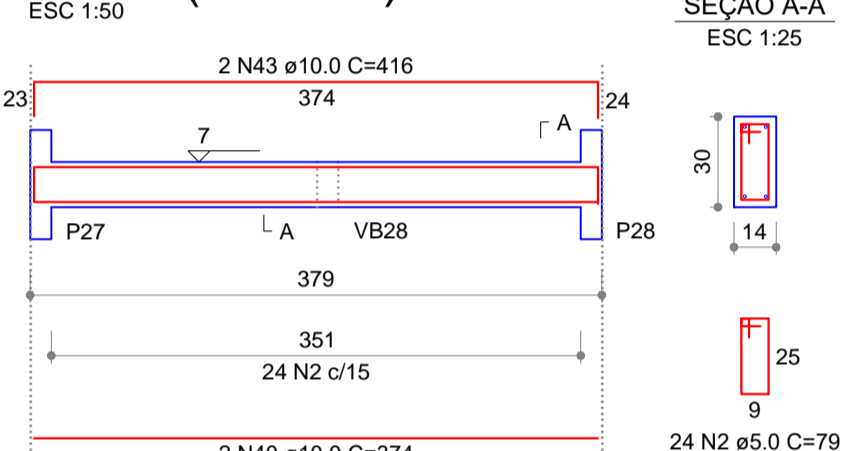 ESC 1:50
SEÇÃO A-A
ESC 1:25
2 N43 ø10.0 C=416
23
374
24
A
7
30
P27
A
VB28
P28
14
379
351
24 N2 c/15
25
9
24 N2 ø5.0 C=79